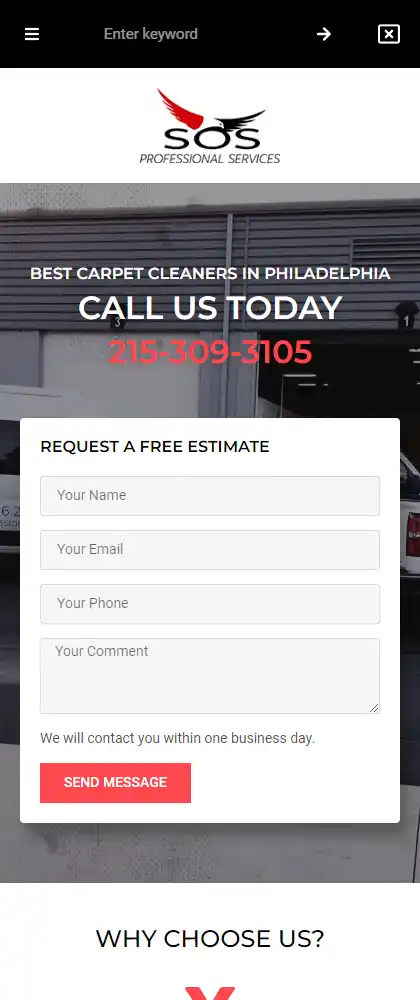 Enter keyword
SOS
PROFESSIONAL SERVICES
BEST CARPET CLEANERS IN PHILADELPHIA
CALL US TODAY
3
1
215-309-3105
REQUEST A FREE ESTIMATE
Your Name
Your Email
Your Phone
Your Comment
We will contact you within one business day.
SEND MESSAGE
WHY CHOOSE US?